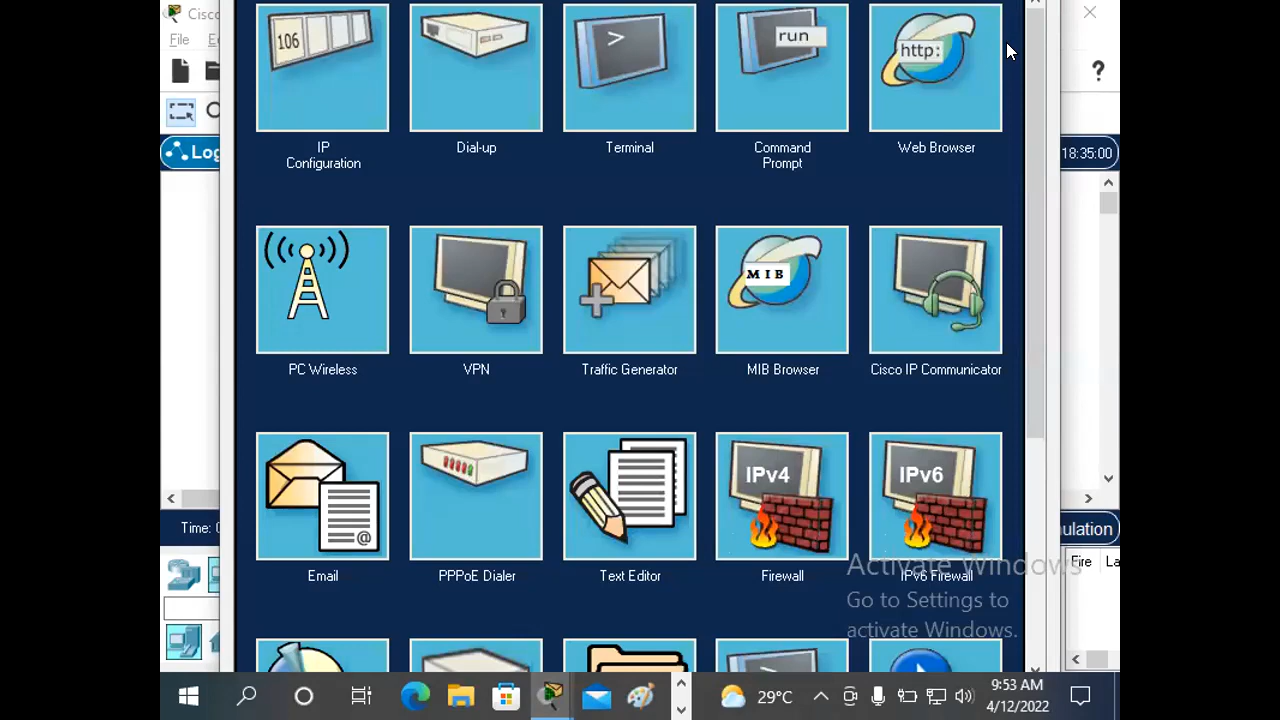 Cisco
File
106
>
run
http:
?
Log
IP
Configuration
Dial-up
Terminal
Command
Prompt
Web Browser
18:35:00
MIB
PC Wireless
VPN
Traffic Generator
MIB Browser
Cisco IP Communicator
IPv4
IPv6
@
Time:
Email
PPPoE Dialer
Text Editor
Firewall
IPv6 Firewall
Fire
Activate Windows
Go to Settings to
activate Windows.
29°C
9:53 AM
4/12/2022